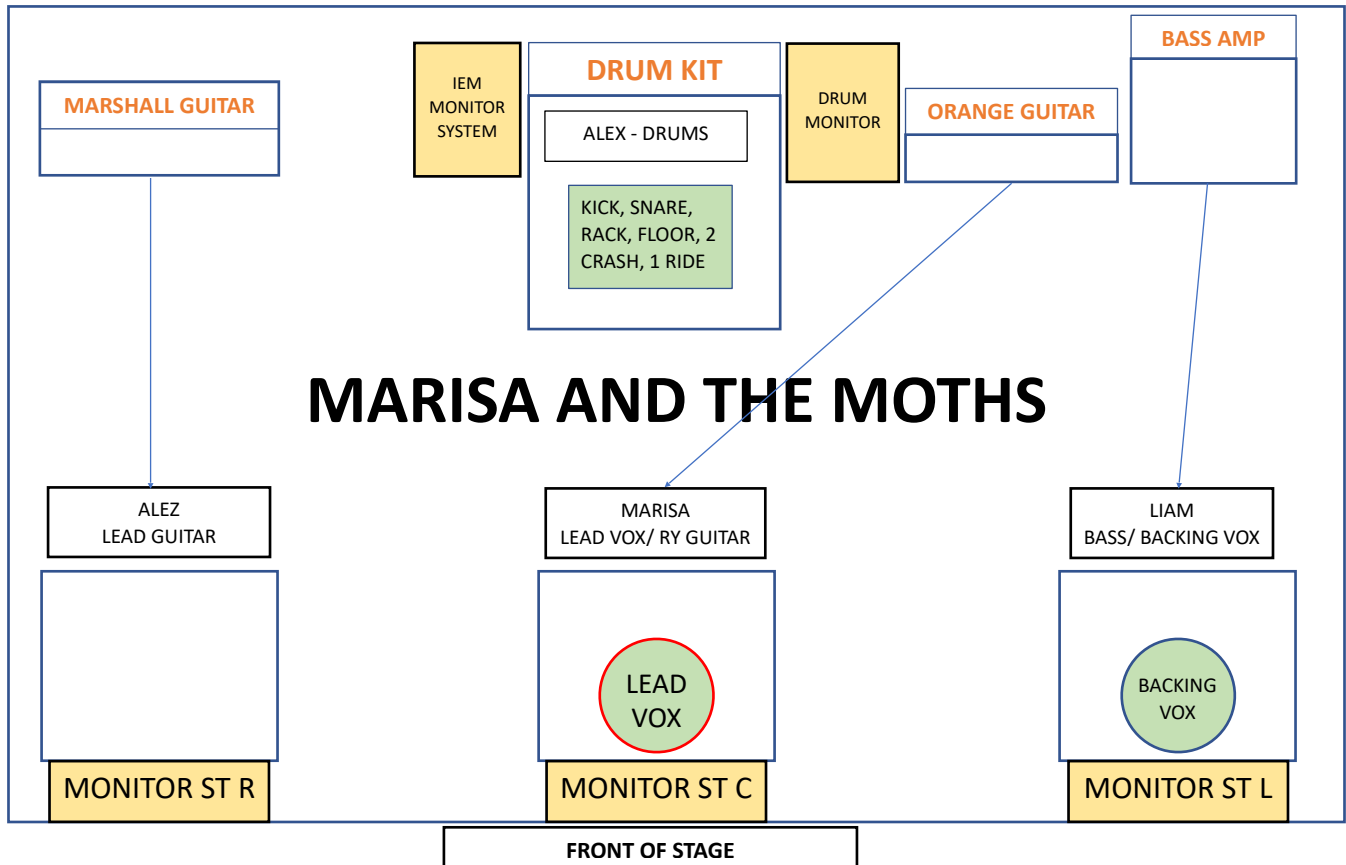 BASS AMP
DRUM KIT
IEM
MONITOR
SYSTEM
DRUM
MONITOR
MARSHALL GUITAR
ORANGE GUITAR
ALEX - DRUMS
KICK, SNARE,
RACK, FLOOR, 2
CRASH, 1 RIDE
MARISA AND THE MOTHS
ALEZ
LEAD GUITAR
MARISA
LEAD VOX/ RY GUITAR
LIAM
BASS/ BACKING VOX
LEAD
VOX
BACKING
VOX
MONITOR ST R
MONITOR ST C
MONITOR ST L
FRONT OF STAGE